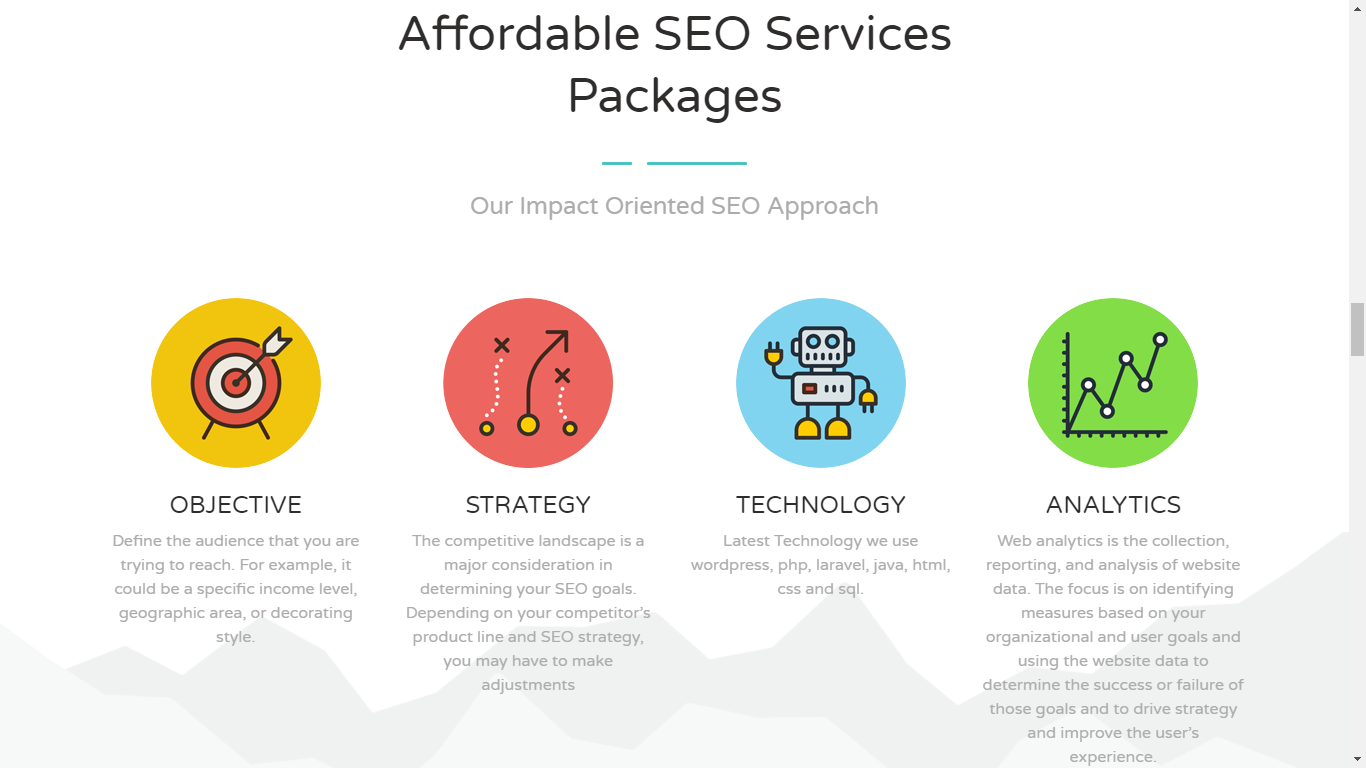 Affordable SEO Services
Packages
Our Impact Oriented SEO Approach
OBJECTIVE
Define the audience that you are
trying to reach. For example, it
could be a specific income level,
geographic area, or decorating
style.
STRATEGY
The competitive landscape is a
major consideration in
determining your SEO goals.
Depending on your competitor's
product line and SEO strategy,
you may have to make
adjustments
TECHNOLOGY
Latest Technology we use
wordpress, php, laravel, java, html,
css and sql.
ANALYTICS
Web analytics is the collection,
reporting, and analysis of website
data. The focus is on identifying
measures based on your
organizational and user goals and
using the website data to
determine the success or failure of
those goals and to drive strategy
and improve the user's
experience.